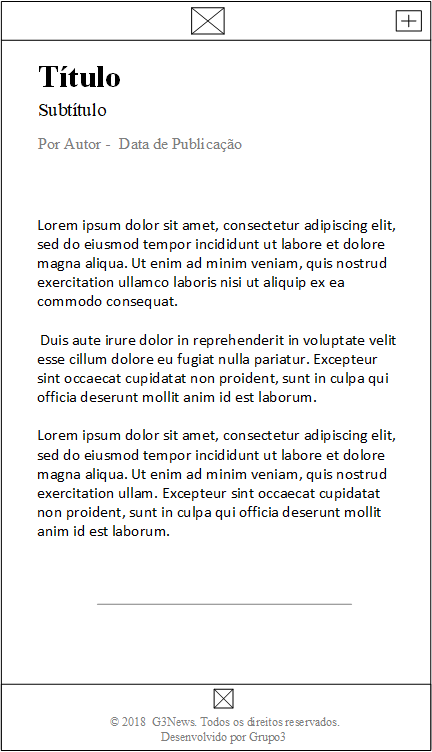 Título
Subtítulo
Por Autor - Data de Publicação
Lorem ipsum dolor sit amet, consectetur adipiscing elit,
sed do eiusmod tempor incididunt ut labore et dolore
magna aliqua. Ut enim ad minim veniam, quis nostrud
exercitation ullamco laboris nisi ut aliquip ex ea
commodo consequat.
Duis aute irure dolor in reprehenderit in voluptate velit
esse cillum dolore eu fugiat nulla pariatur. Excepteur
sint occaecat cupidatat non proident, sunt in culpa qui
officia deserunt mollit anim id est laborum.
Lorem ipsum dolor sit amet, consectetur adipiscing elit,
sed do eiusmod tempor incididunt ut labore et dolore
magna aliqua. Ut enim ad minim veniam, quis nostrud
exercitation ullam. Excepteur sint occaecat cupidatat
non proident, sunt in culpa qui officia deserunt mollit
anim id est laborum.
© 2018 G3News. Todos os direitos reservados.
Desenvolvido por Grupo3